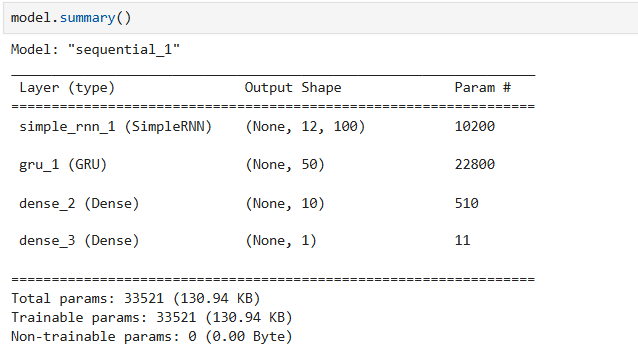 model.summary()
Model: "sequential_1"
_________________________________________________________________
Layer (type) Output Shape Param #
=================================================================
simple_rnn_1 (SimpleRNN) (None, 12, 100) 10200
gru_1 (GRU) (None, 50) 22800
dense_2 (Dense) (None, 10) 510
dense_3 (Dense) (None, 1) 11
=================================================================
Total params: 33521 (130.94 KB)
Trainable params: 33521 (130.94 KB)
Non-trainable params: 0 (0.00 Byte)